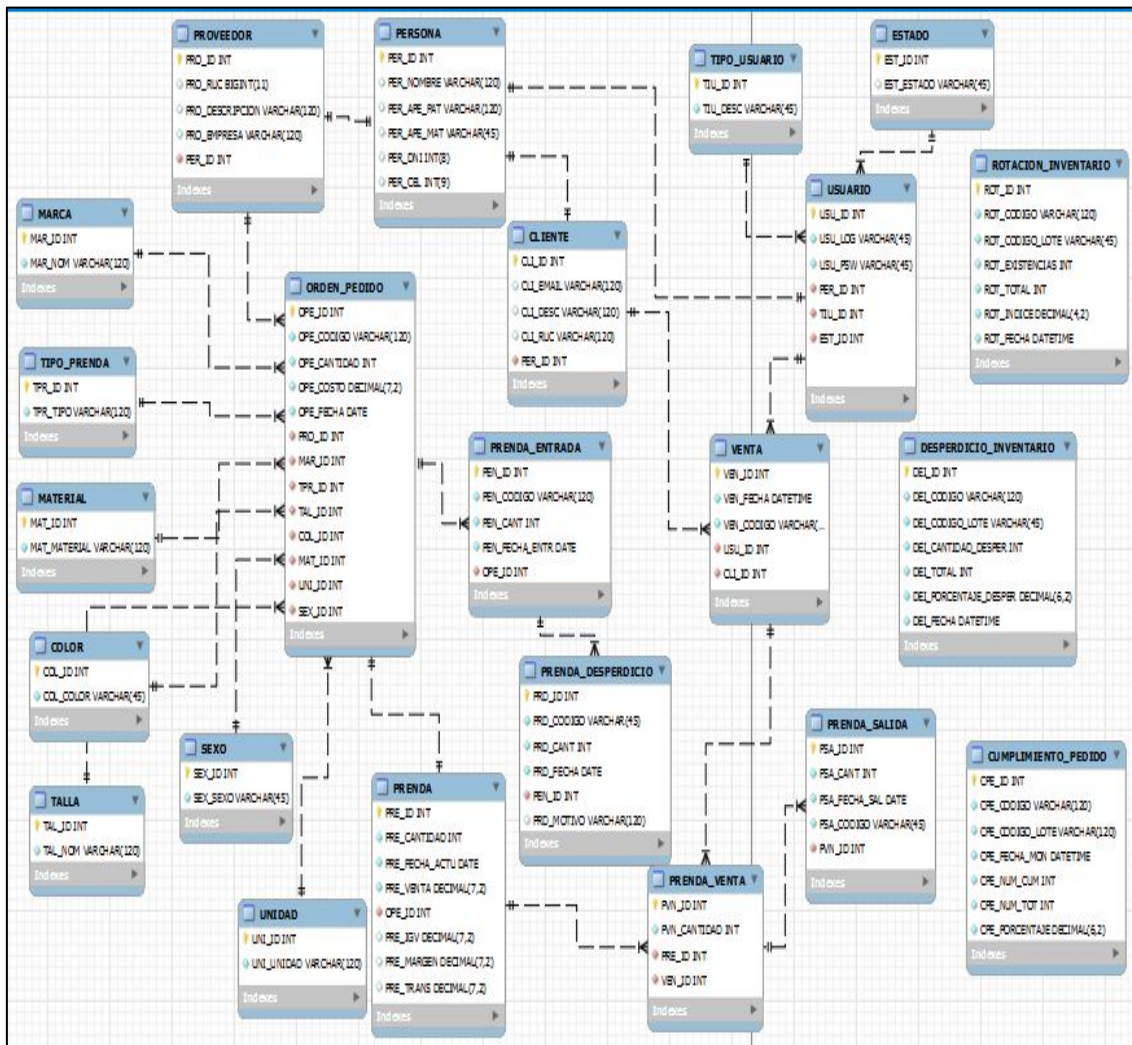 PROVEEDOR
PRO_ID INT
PRO_RUC BIGINT(11)
PRO_DESCRIPCION VARCHAR(120)
PRO_EMPRESA VARCHAR(120)
PER_ID INT
Indexes
PERSONA
PER_ID INT
PER_NOMBRE VARCHAR(120)
PER_APE_PAT VARCHAR(120)
PER_APE_MAT VARCHAR(45)
PER_DNI INT(8)
PER_CEL INT(9)
Indexes
TIPO_USUARIO
TIU_ID INT
TIU_DESC VARCHAR(45)
Indexes
ESTADO
EST_ID INT
EST_ESTADO VARCHAR(45)
Indexes
MARCA
MAR_ID INT
MAR_NOM VARCHAR(120)
Indexes
CLIENTE
CLI_ID INT
CLI_EMAIL VARCHAR(120)
CLI_DESC VARCHAR(120)
CLI_RUC VARCHAR(120)
PER_ID INT
Indexes
USUARIO
USU_ID INT
USU_LOG VARCHAR(45)
USU_PSW VARCHAR(45)
PER_ID INT
TIU_ID INT
EST_ID INT
Indexes
ROTACION_INVENTARIO
ROT_ID INT
ROT_CODIGO VARCHAR(120)
ROT_CODIGO_LOTE VARCHAR(45)
ROT_EXISTENCIAS INT
ROT_TOTAL INT
ROT_INDICE DECIMAL(4,2)
ROT_FECHA DATETIME
Indexes
ORDEN_PEDIDO
OPE_ID INT
OPE_CODIGO VARCHAR(120)
OPE_CANTIDAD INT
OPE_COSTO DECIMAL(7,2)
OPE_FECHA DATE
PRO_ID INT
MAR_ID INT
TPR_ID INT
TAL_ID INT
COL_ID INT
MAT_ID INT
UNI_ID INT
SEX_ID INT
Indexes
TIPO_PRENDA
TPR_ID INT
TPR_TIPO VARCHAR(120)
Indexes
MATERIAL
MAT_ID INT
MAT_MATERIAL VARCHAR(120)
Indexes
PRENDA_ENTRADA
PEN_ID INT
PEN_CODIGO VARCHAR(120)
PEN_CANT INT
PEN_FECHA_ENTR DATE
OPE_ID INT
Indexes
VENTA
VEN_ID INT
VEN_FECHA DATETIME
VEN_CODIGO VARCHAR(...
USU_ID INT
CLI_ID INT
Indexes
DESPERDICIO_INVENTARIO
DEI_ID INT
DEI_CODIGO VARCHAR(120)
DEI_CODIGO_LOTE VARCHAR(45)
DEI_CANTIDAD_DESPER INT
DEI_TOTAL INT
DEI_PORCENTAJE_DESPER DECIMAL(6,2)
DEI_FECHA DATETIME
Indexes
COLOR
COL_ID INT
COL_COLOR VARCHAR(45)
Indexes
SEXO
SEX_ID INT
SEX_SEXO VARCHAR(45)
Indexes
TALLA
TAL_ID INT
TAL_NOM VARCHAR(120)
Indexes
UNIDAD
UNI_ID INT
UNI_UNIDAD VARCHAR(120)
Indexes
PRENDA
PRE_ID INT
PRE_CANTIDAD INT
PRE_FECHA_ACTU DATE
PRE_VENTA DECIMAL(7,2)
OPE_ID INT
PRE_IGV DECIMAL(7,2)
PRE_MARGEN DECIMAL(7,2)
PRE_TRANS DECIMAL(7,2)
Indexes
PRENDA_DESPERDICIO
PRD_ID INT
PRD_CODIGO VARCHAR(45)
PRD_CANT INT
PRD_FECHA DATE
PEN_ID INT
PRD_MOTIVO VARCHAR(120)
Indexes
PRENDA_VENTA
PVN_ID INT
PVN_CANTIDAD INT
PRE_ID INT
VEN_ID INT
Indexes
PRENDA_SALIDA
PSA_ID INT
PSA_CANT INT
PSA_FECHA_SAL DATE
PSA_CODIGO VARCHAR(45)
PVN_ID INT
Indexes
CUMPLIMIENTO_PEDIDO
CPE_ID INT
CPE_CODIGO VARCHAR(120)
CPE_CODIGO_LOTE VARCHAR(120)
CPE_FECHA_MON DATETIME
CPE_NUM_CUM INT
CPE_NUM_TOT INT
CPE_PORCENTAJE DECIMAL(6,2)
Indexes